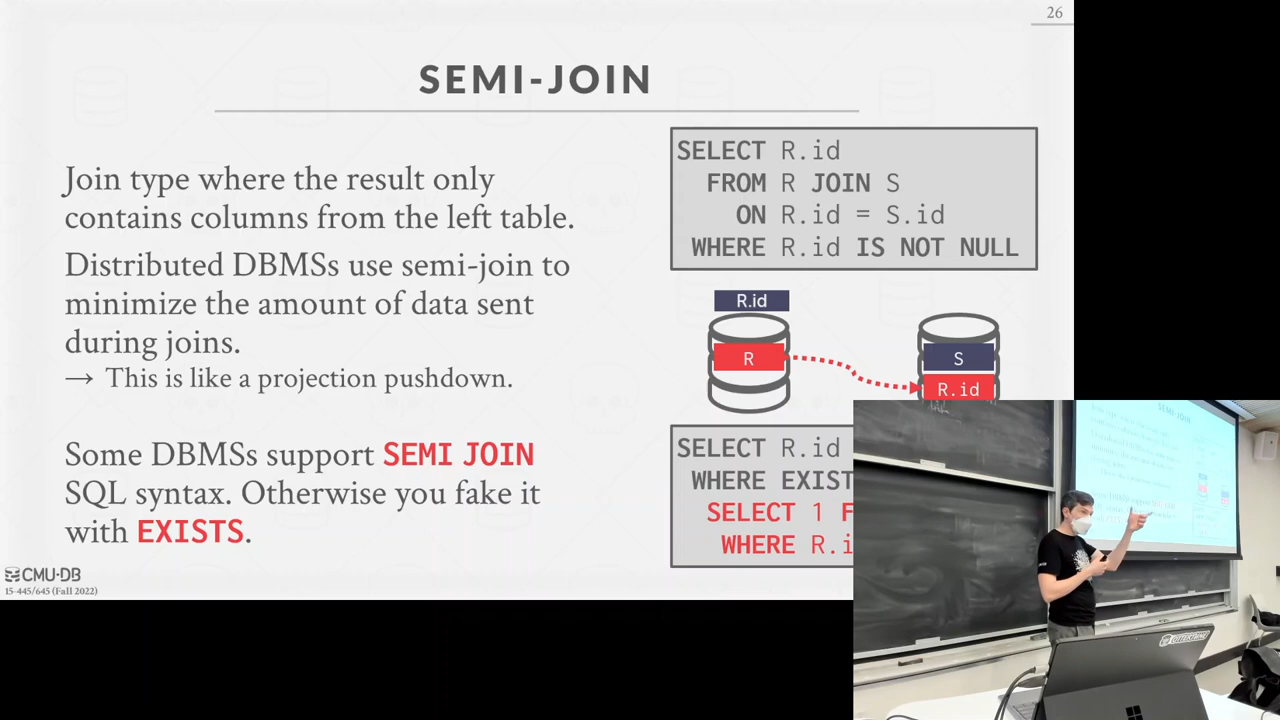 26
SEMI-JOIN
Join type where the result only
contains columns from the left table.
Distributed DBMSs use semi-join to
minimize the amount of data sent
during joins.
→ This is like a projection pushdown.
Some DBMSs support SEMI JOIN
SQL syntax. Otherwise you fake it
with EXISTS.
SELECT R.id
FROM R JOIN S
ON R.id = S.id
WHERE R.id IS NOT NULL
R.id
R
S
R.id
SELECT R.id
WHERE EXIST
SELECT 1 F
WHERE R.i
CMU·DB
15-445/645 (Fall 2022)
SEMI-JOIN